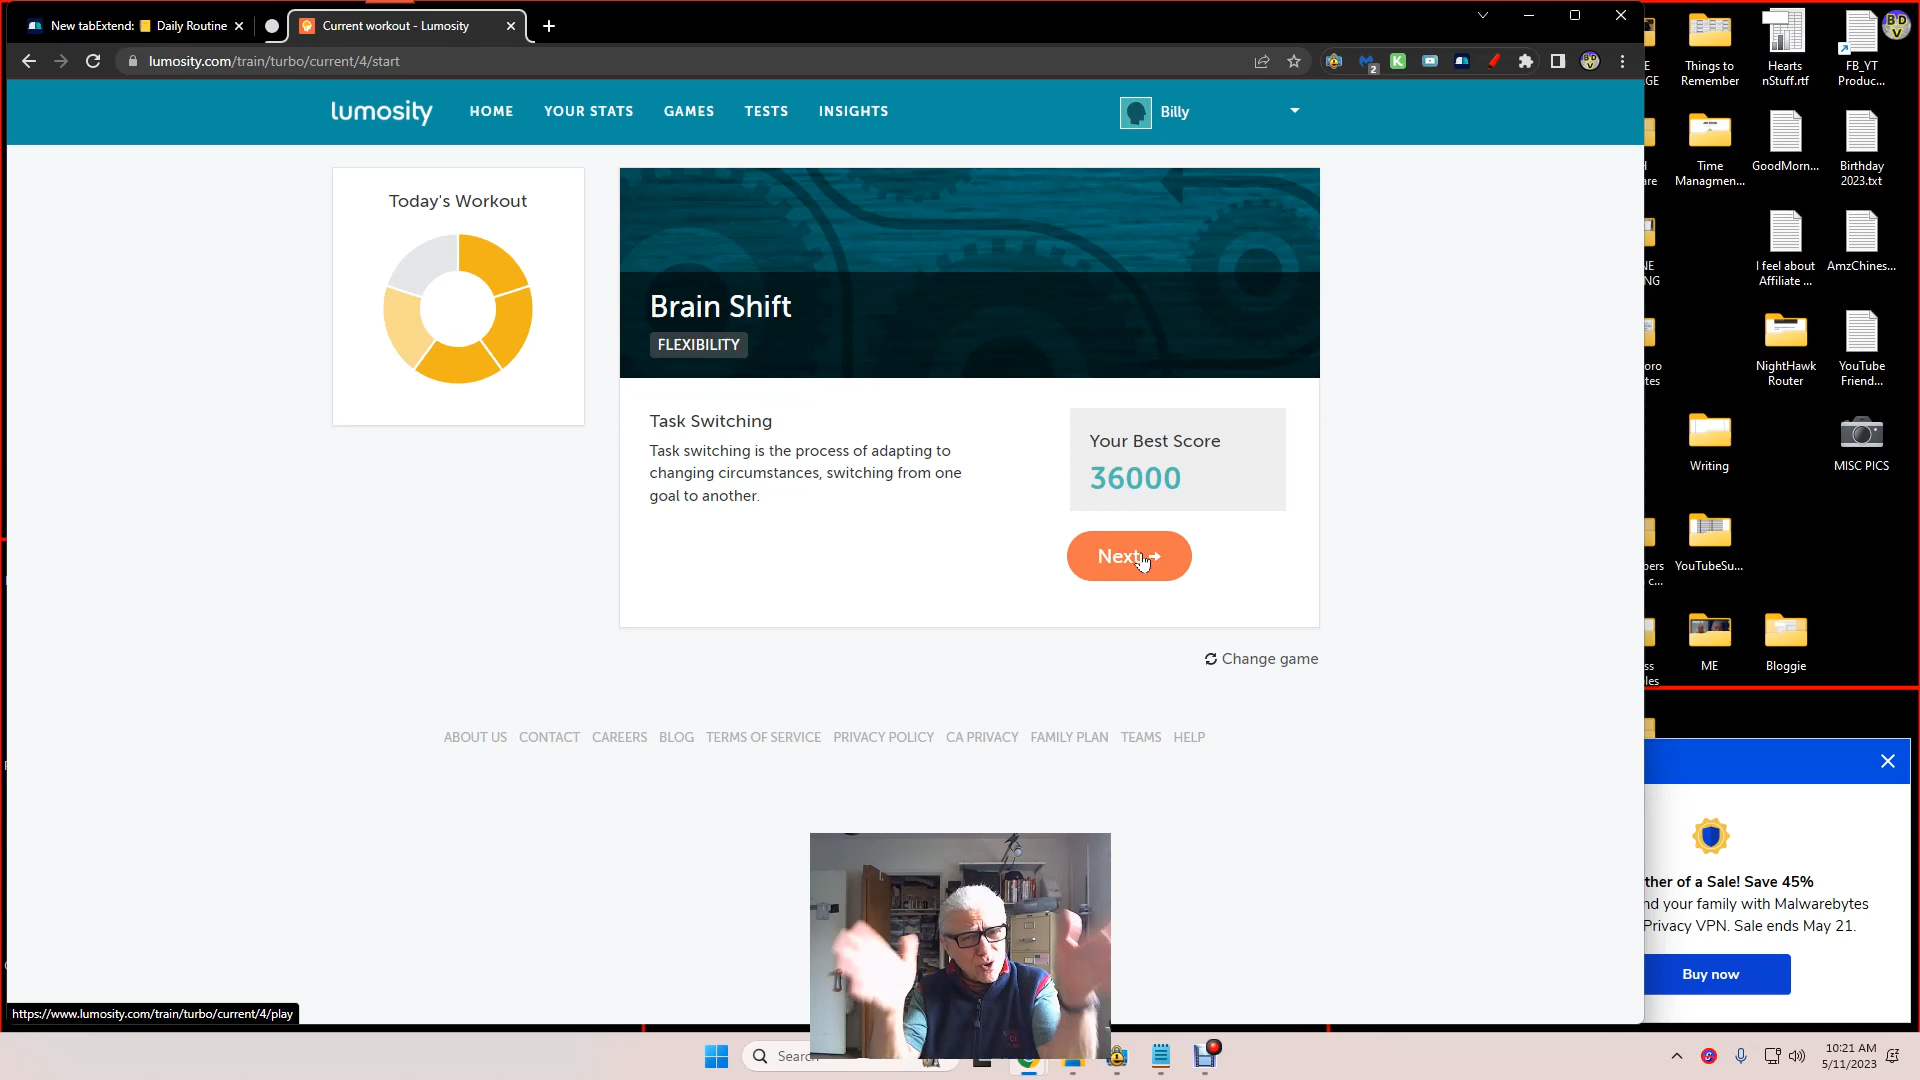 New tabExtend: 📒 Daily Routine
Current workout - Lumosity
lumosity.com/train/turbo/current/4/start
2
lumosity
HOME
YOUR STATS
GAMES
TESTS
INSIGHTS
Billy
Today's Workout
Brain Shift
FLEXIBILITY
Task Switching
Task switching is the process of adapting to
changing circumstances, switching from one
goal to another.
Your Best Score
36000
Next
Change game
ABOUT US CONTACT CAREERS BLOG TERMS OF SERVICE PRIVACY POLICY CA PRIVACY FAMILY PLAN TEAMS HELP
https://www.lumosity.com/train/turbo/current/4/play
Things to
Remember
Hearts
nStuff.rtf
FB_YT
Produc...
BD
V
Time
Managmen...
GoodMorn...
Birthday
2023.txt
I feel about
Affiliate ...
AmzChines...
NightHawk
Router
YouTube
Friend...
Writing
MISC PICS
YouTubeSu...
ME
Bloggie
ther of a Sale! Save 45%
nd your family with Malwarebytes
Privacy VPN. Sale ends May 21.
Buy now
Search
10:21 AM
5/11/2023